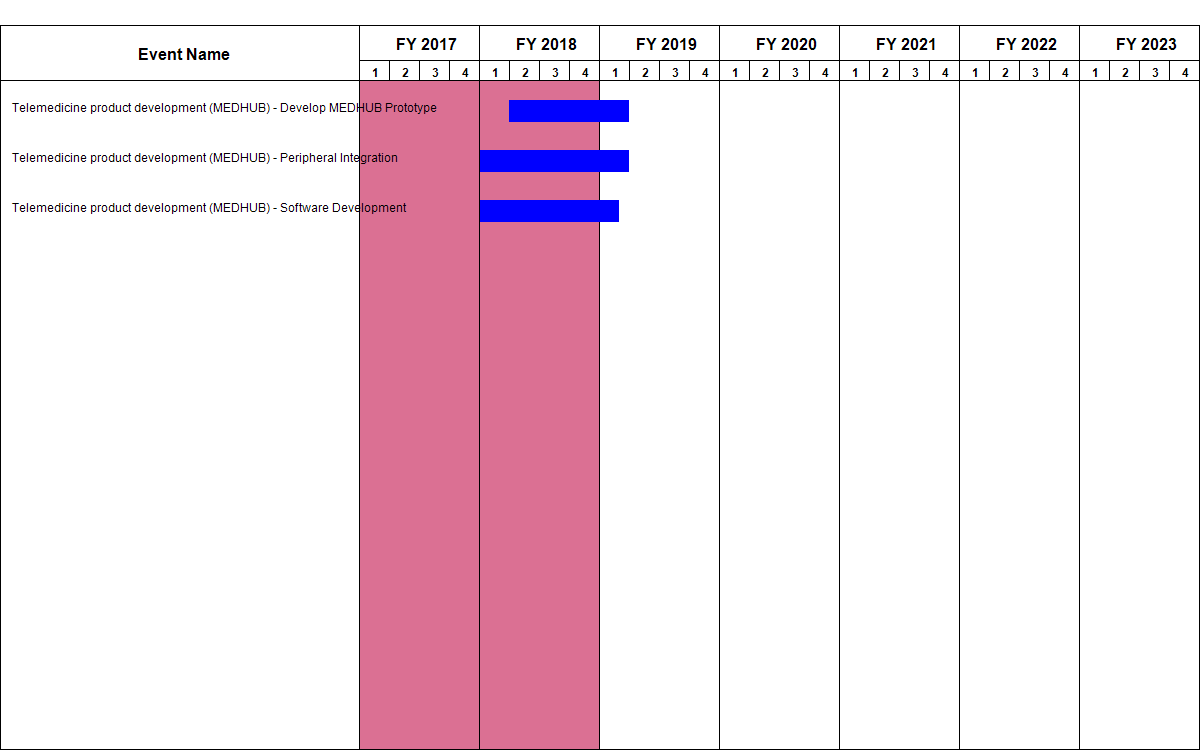 Event Name
FY 2017 FY 2018 FY 2019 FY 2020 FY 2021 FY 2022 FY 2023
1 2 3 4 1 2 3 4 1 2 3 4 1 2 3 4 1 2 3 4 1 2 3 4 1 2 3 4
Telemedicine product development (MEDHUB) - Develop MEDHUB Prototype
Telemedicine product development (MEDHUB) - Peripheral Integration
Telemedicine product development (MEDHUB) - Software Development